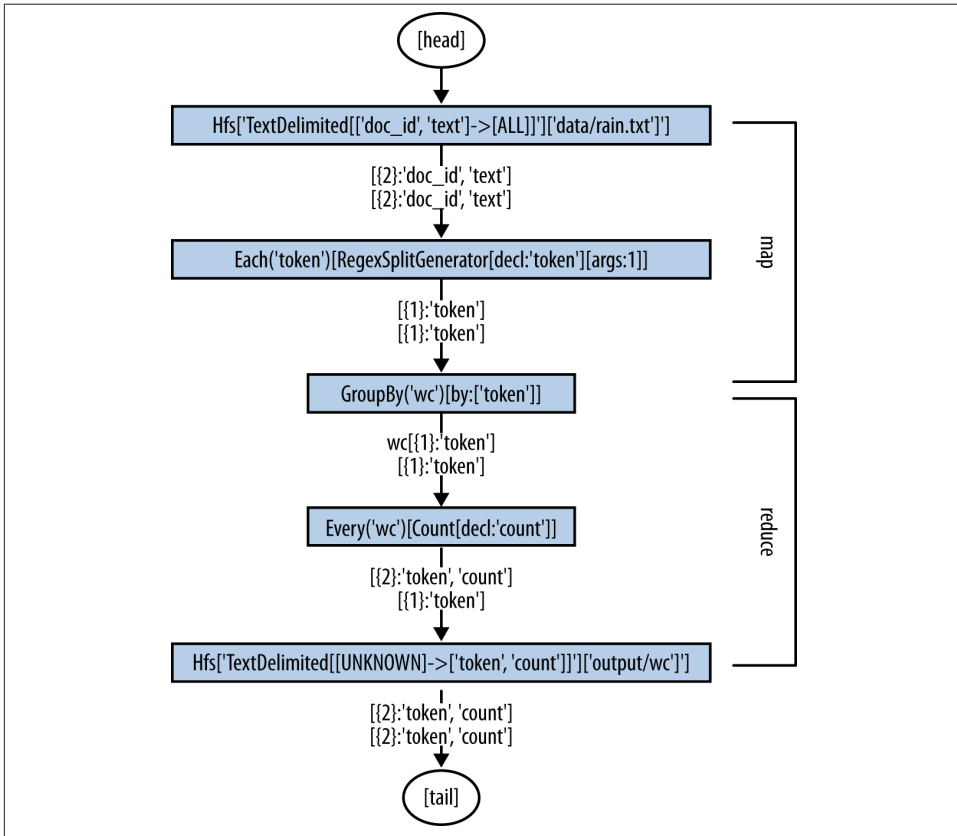 [head]
Hfs['TextDelimited[['doc_id', 'text']->[ALL]]']['data/rain.txt']']
[{2}:'doc_id', 'text']
[{2}:'doc_id', 'text']
map
Each('token')[RegexSplitGenerator[decl:'token'][args:1]]
[{1}:'token']
[{1}:'token']
GroupBy('wc')[by:['token']]
wc[{1}:'token']
[{1}:'token']
reduce
Every('wc')[Count[decl:'count']]
[{2}:'token', 'count']
[{1}:'token']
Hfs['TextDelimited[[UNKNOWN]->['token', 'count']]']['output/wc']']
[{2}:'token', 'count']
[{2}:'token', 'count']
[tail]